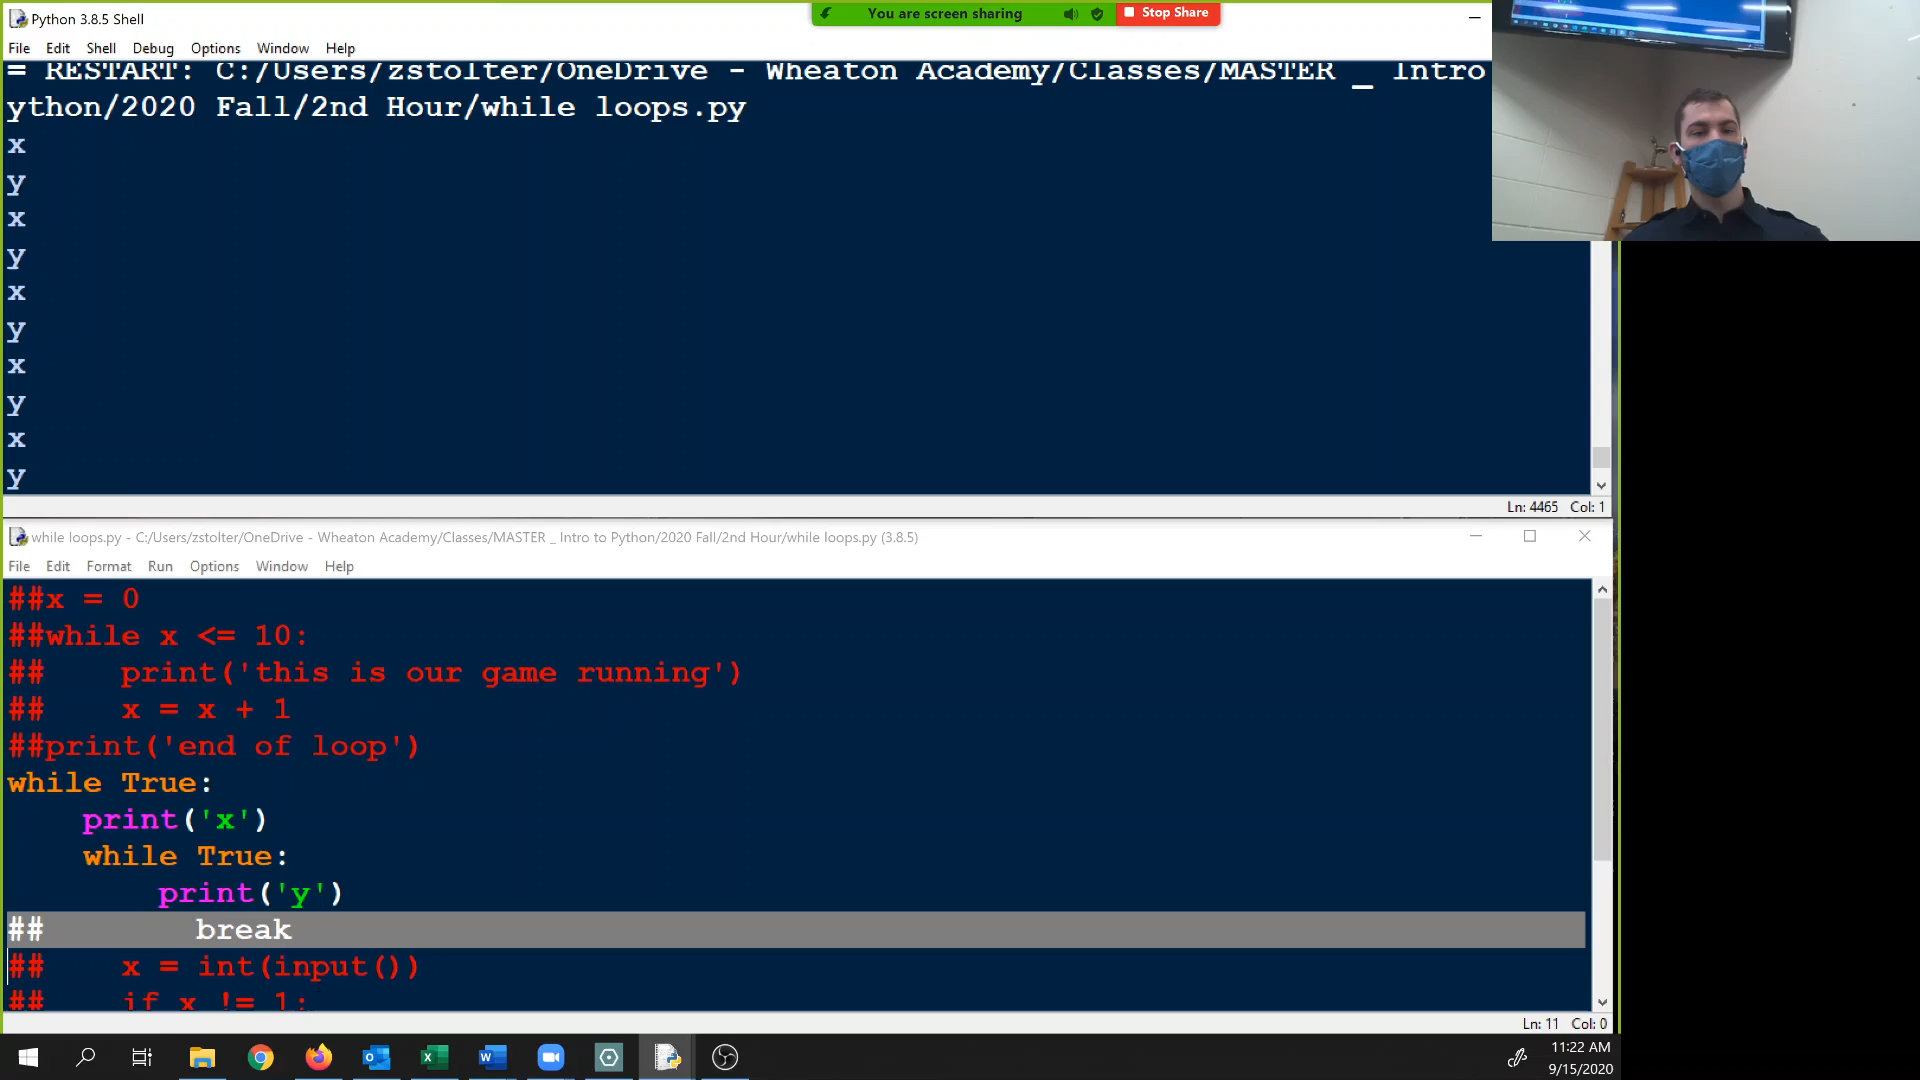 Python 3.8.5 Shell
You are screen sharing
Stop Share
File Edit Shell Debug Options Window Help
= RESTART: C:/Users/zstolter/OneDrive - Wheaton Academy/Classes/MASTER _ Intro
ython/2020 Fall/2nd Hour/while loops.py
x
y
x
y
x
y
x
y
x
y
Ln: 4465 Col: 1
while loops.py - C:/Users/zstolter/OneDrive - Wheaton Academy/Classes/MASTER _ Intro to Python/2020 Fall/2nd Hour/while loops.py (3.8.5)
File Edit Format Run Options Window Help
##x = 0
##while x <= 10:
##    print('this is our game running')
##    x = x + 1
##print('end of loop')
while True:
    print('x')
    while True:
        print('y')
##        break
##    x = int(input())
##    if x != 1:
Ln: 11 Col: 0
11:22 AM
9/15/2020